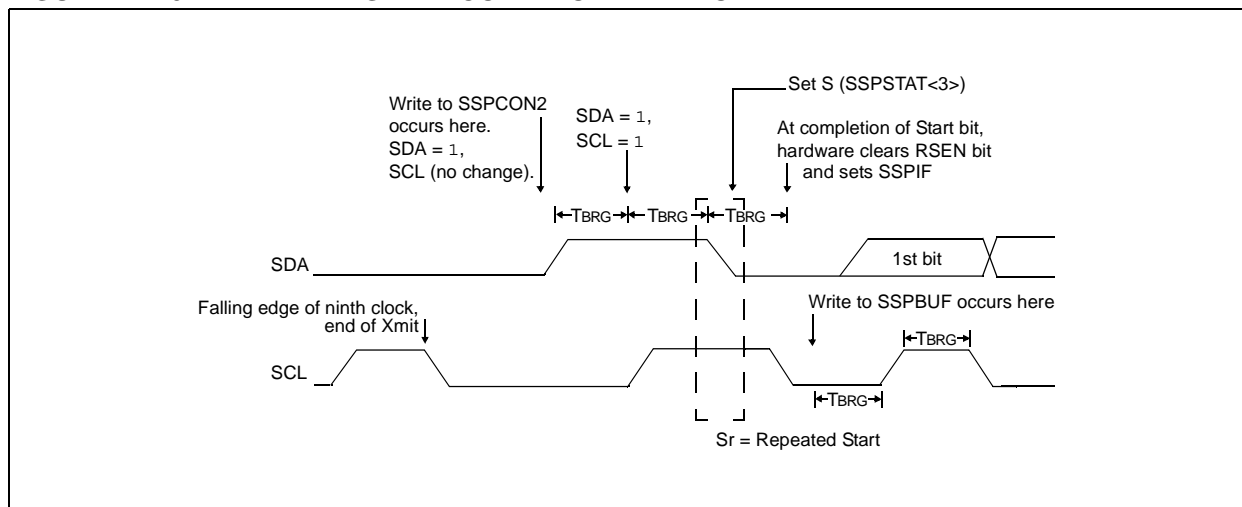 Set S (SSPSTAT<3>)
Write to SSPCON2
occurs here.
SDA = 1,
SCL (no change).
SDA = 1,
SCL = 1
At completion of Start bit,
hardware clears RSEN bit
and sets SSPIF
TBRG
TBRG
TBRG
SDA
1st bit
Falling edge of ninth clock,
end of Xmit
Write to SSPBUF occurs here
TBRG
SCL
TBRG
Sr = Repeated Start